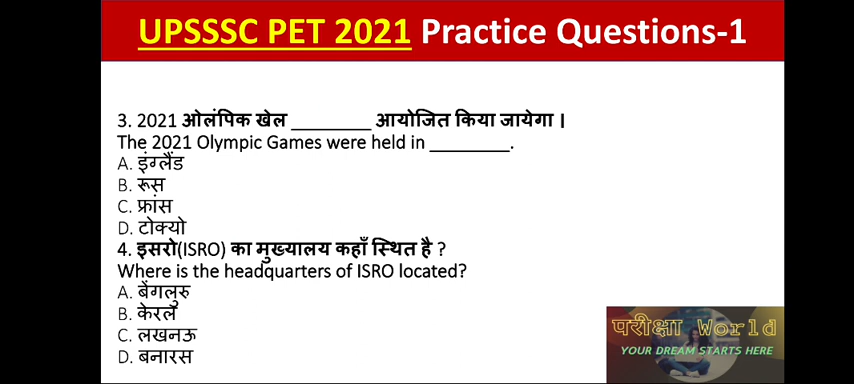 UPSSSC PET 2021 Practice Questions-1
3. 2021 ओलंपिक खेल ________ आयोजित किया जायेगा |
The 2021 Olympic Games were held in ________.
A. इंग्लैंड
B. रूस
C. फ्रांस
D. टोक्यो
4. इसरो(ISRO) का मुख्यालय कहाँ स्थित है ?
Where is the headquarters of ISRO located?
A. बेंगलुरु
B. केरल
C. लखनऊ
D. बनारस
परीक्षा World
YOUR DREAM STARTS HERE